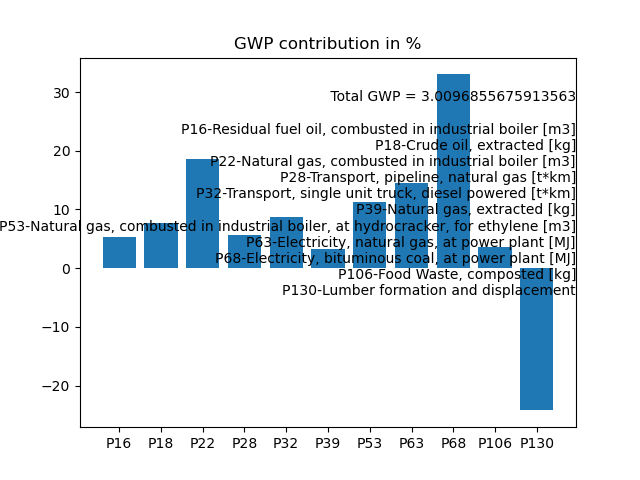 GWP contribution in %
30
20
10
0
−10
−20
Total GWP = 3.0096855675913563
P16-Residual fuel oil, combusted in industrial boiler [m3]
P18-Crude oil, extracted [kg]
P22-Natural gas, combusted in industrial boiler [m3]
P28-Transport, pipeline, natural gas [t*km]
P32-Transport, single unit truck, diesel powered [t*km]
P39-Natural gas, extracted [kg]
P53-Natural gas, combusted in industrial boiler, at hydrocracker, for ethylene [m3]
P63-Electricity, natural gas, at power plant [MJ]
P68-Electricity, bituminous coal, at power plant [MJ]
P106-Food Waste, composted [kg]
P130-Lumber formation and displacement
P16 P18 P22 P28 P32 P39 P53 P63 P68 P106 P130